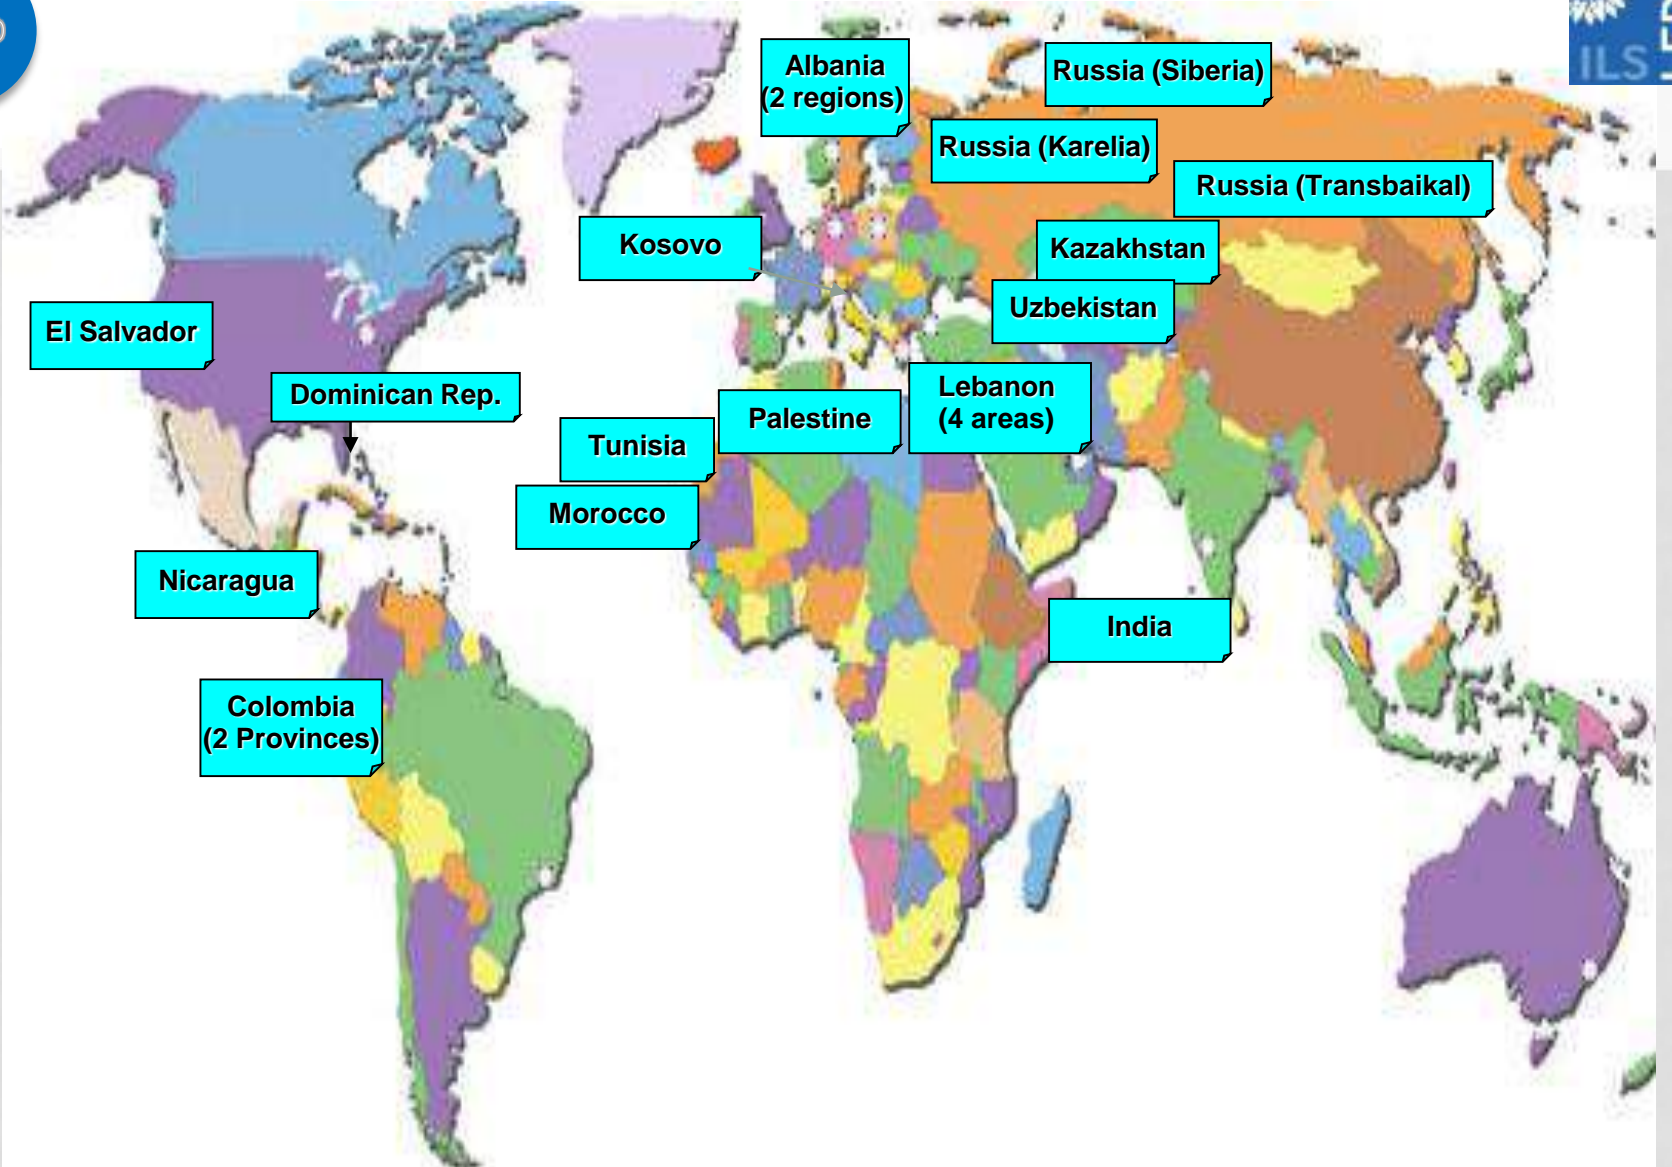 ILS
Albania
(2 regions)
Russia (Siberia)
Russia (Karelia)
Russia (Transbaikal)
Kosovo
Kazakhstan
Uzbekistan
El Salvador
Dominican Rep.
Lebanon
(4 areas)
Palestine
Tunisia
Morocco
Nicaragua
India
Colombia
(2 Provinces)